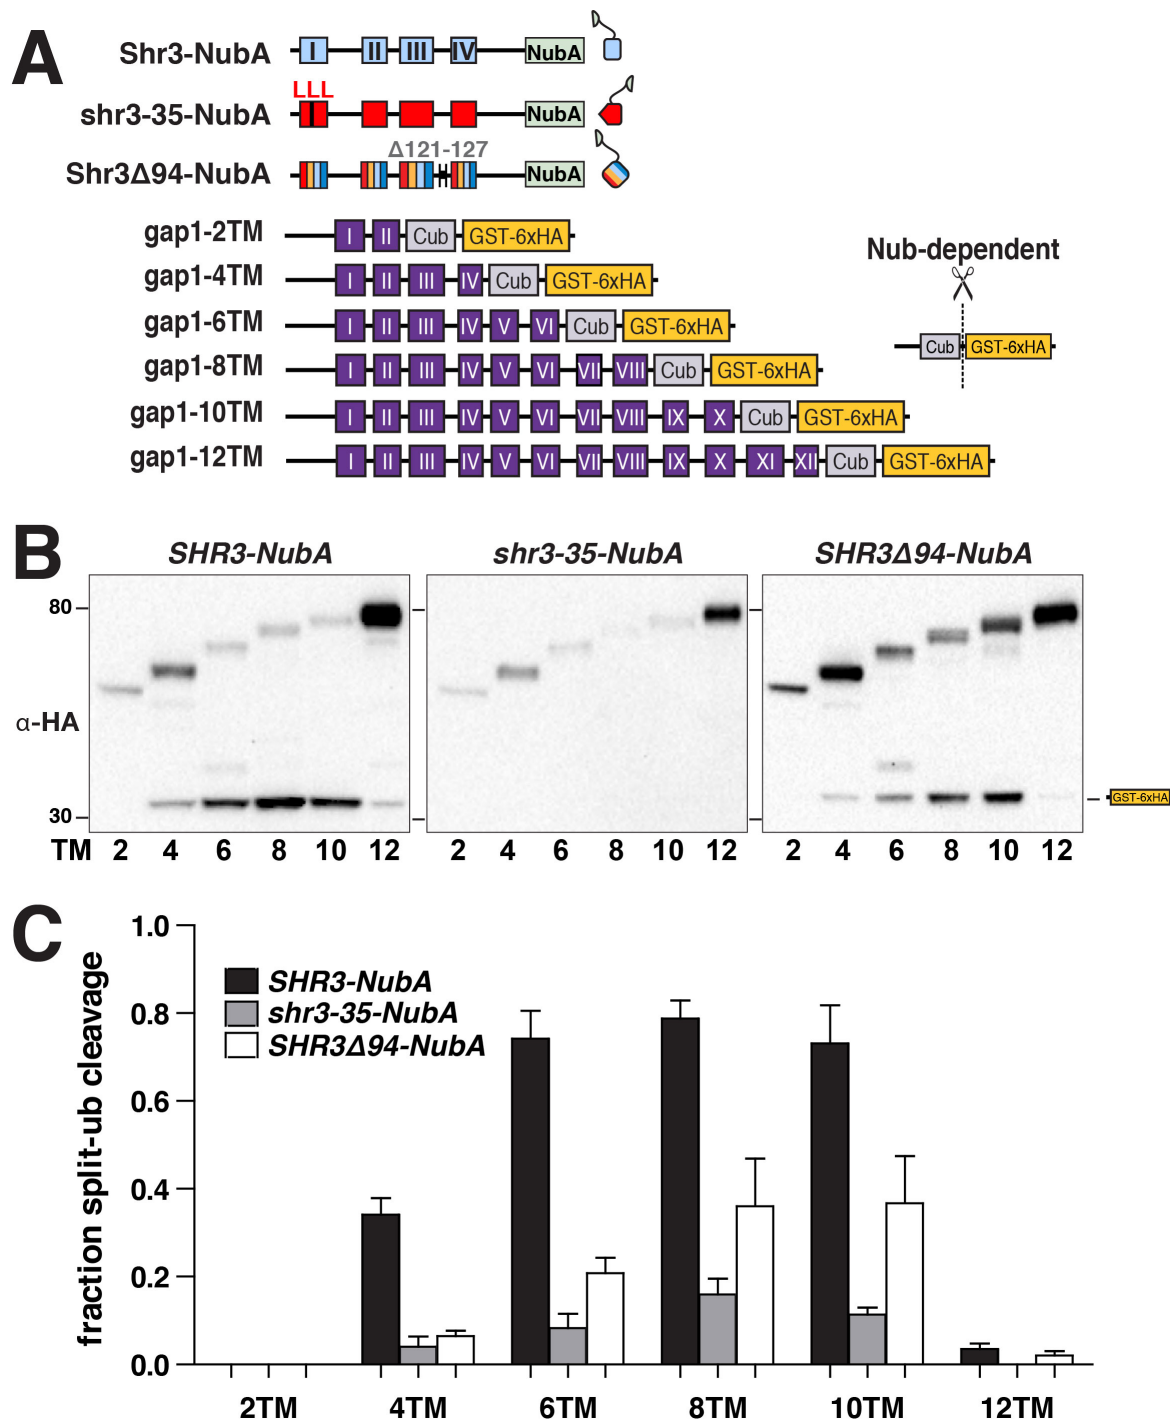 A
Shr3-NubA I II III IV NubA
LLL
shr3-35-NubA NubA
Δ121-127
Shr3Δ94-NubA NubA
gap1-2TM I II Cub GST-6xHA
gap1-4TM I II III IV Cub GST-6xHA
gap1-6TM I II III IV V VI Cub GST-6xHA
gap1-8TM I II III IV V VI VII VIII Cub GST-6xHA
gap1-10TM I II III IV V VI VII VIII IX X Cub GST-6xHA
gap1-12TM I II III IV V VI VII VIII IX X XI XII Cub GST-6xHA
Nub-dependent
Cub GST-6xHA
B
SHR3-NubA shr3-35-NubA SHR3Δ94-NubA
80
α-HA
30
GST-6xHA
TM 2 4 6 8 10 12 2 4 6 8 10 12 2 4 6 8 10 12
C
fraction split-ub cleavage
1.0
0.8
0.6
0.4
0.2
0.0
SHR3-NubA
shr3-35-NubA
SHR3Δ94-NubA
2TM 4TM 6TM 8TM 10TM 12TM